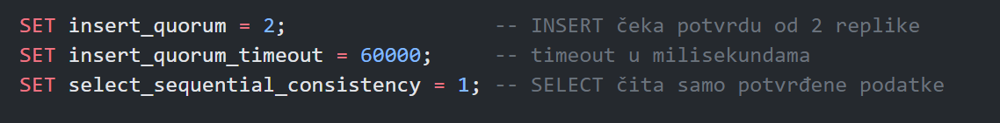 SET insert_quorum = 2;                 -- INSERT čeka potvrdu od 2 replike
SET insert_quorum_timeout = 60000;     -- timeout u milisekundama
SET select_sequential_consistency = 1; -- SELECT čita samo potvrđene podatke